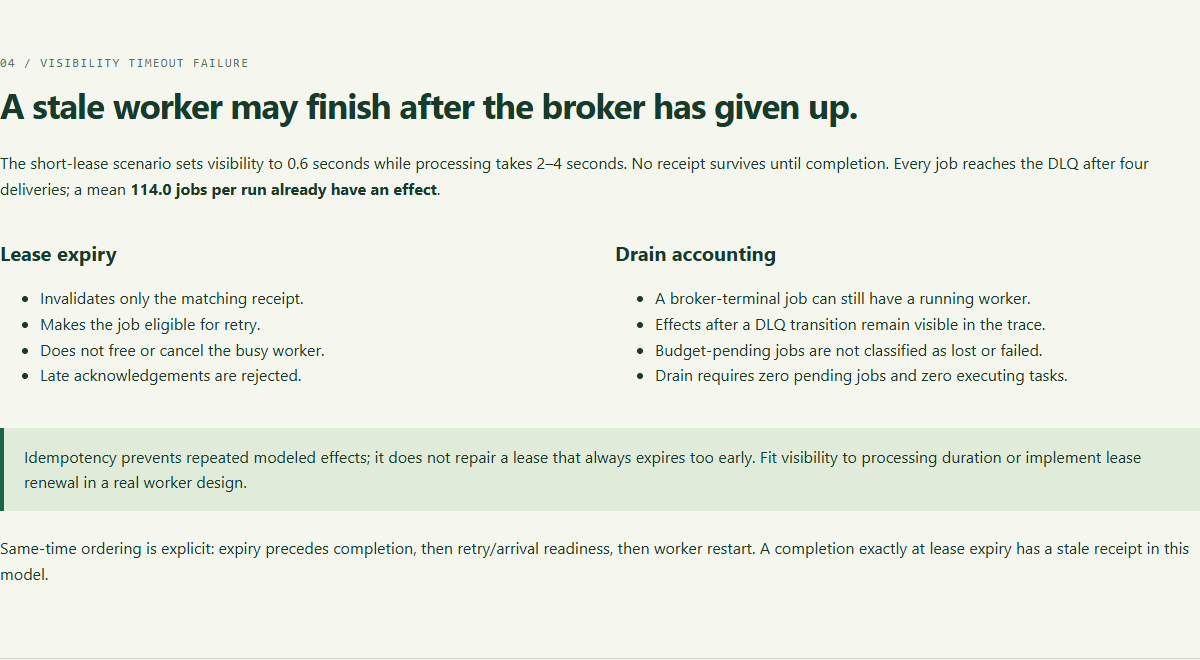 04 / VISIBILITY TIMEOUT FAILURE
A stale worker may finish after the broker has given up.
The short-lease scenario sets visibility to 0.6 seconds while processing takes 2–4 seconds. No receipt survives until completion. Every job reaches the DLQ after four
deliveries; a mean 114.0 jobs per run already have an effect.
Lease expiry
• Invalidates only the matching receipt.
• Makes the job eligible for retry.
• Does not free or cancel the busy worker.
• Late acknowledgements are rejected.
Drain accounting
• A broker-terminal job can still have a running worker.
• Effects after a DLQ transition remain visible in the trace.
• Budget-pending jobs are not classified as lost or failed.
• Drain requires zero pending jobs and zero executing tasks.
Idempotency prevents repeated modeled effects; it does not repair a lease that always expires too early. Fit visibility to processing duration or implement lease
renewal in a real worker design.
Same-time ordering is explicit: expiry precedes completion, then retry/arrival readiness, then worker restart. A completion exactly at lease expiry has a stale receipt in this
model.